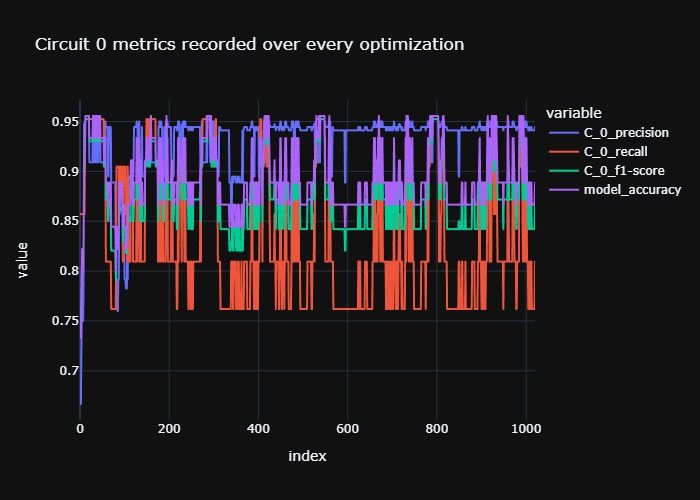 Circuit 0 metrics recorded over every optimization
variable
C_0_precision
C_0_recall
C_0_f1-score
model_accuracy
0.95
0.9
0.85
0.8
0.75
0.7
value
0
200
400
600
800
1000
index